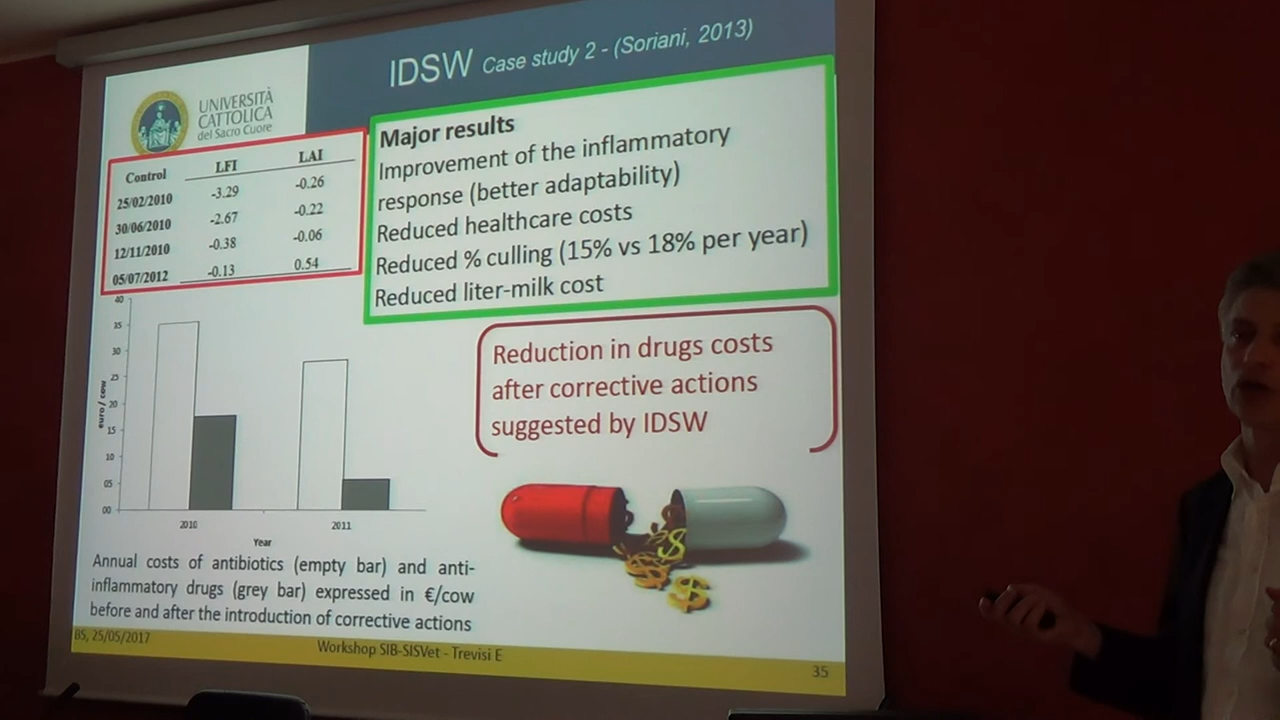 IDSW Case study 2 - (Soriani, 2013)
UNIVERSITÀ
CATTOLICA
del Sacro Cuore
Control LFI LAI
25/02/2010 -3.29 -0.26
30/06/2010 -2.67 -0.22
12/11/2010 -0.38 -0.06
05/07/2012 -0.13 0.54
Major results
Improvement of the inflammatory
response (better adaptability)
Reduced healthcare costs
Reduced % culling (15% vs 18% per year)
Reduced liter-milk cost
40
35
30
25
20
15
10
05
00
euro / cow
2010 2011
Year
Reduction in drugs costs
after corrective actions
suggested by IDSW
Annual costs of antibiotics (empty bar) and anti-
inflammatory drugs (grey bar) expressed in €/cow
before and after the introduction of corrective actions
BS, 25/05/2017 Workshop SIB-SISVet - Trevisi E 35